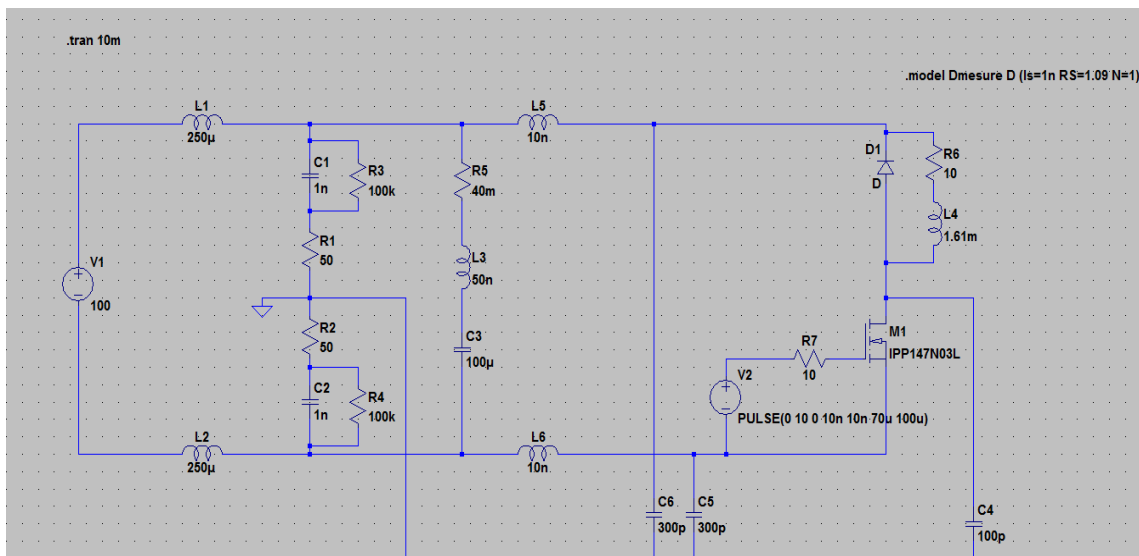 .tran 10m
.model Dmesure D (Is=1n RS=1.09 N=1)
L1
250µ
L5
10n
C1
1n
R3
100k
R5
40m
D1
D
R6
10
L4
1.61m
R1
50
L3
50n
V1
100
R2
50
C3
100µ
R7
10
M1
IPP147N03L
V2
PULSE(0 10 0 10n 10n 70u 100u)
C2
1n
R4
100k
L2
250µ
L6
10n
C6
300p
C5
300p
C4
100p